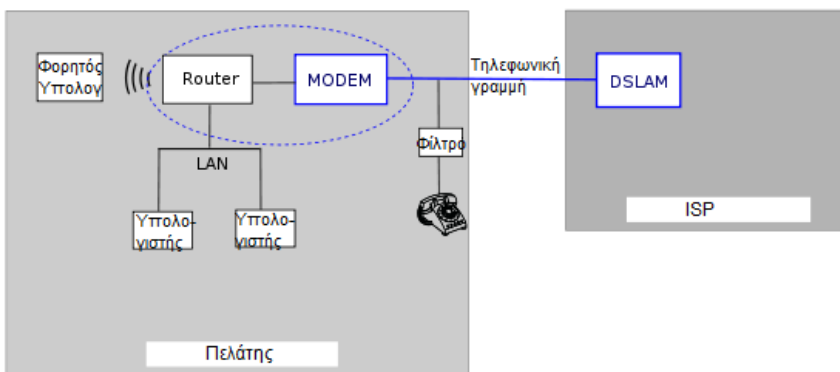 Φορητός
Υπολογ
Router
MODEM
Τηλεφωνική
γραμμή
DSLAM
Φίλτρο
LAN
Υπολο-
γιστής
Υπολο-
γιστής
ISP
Πελάτης